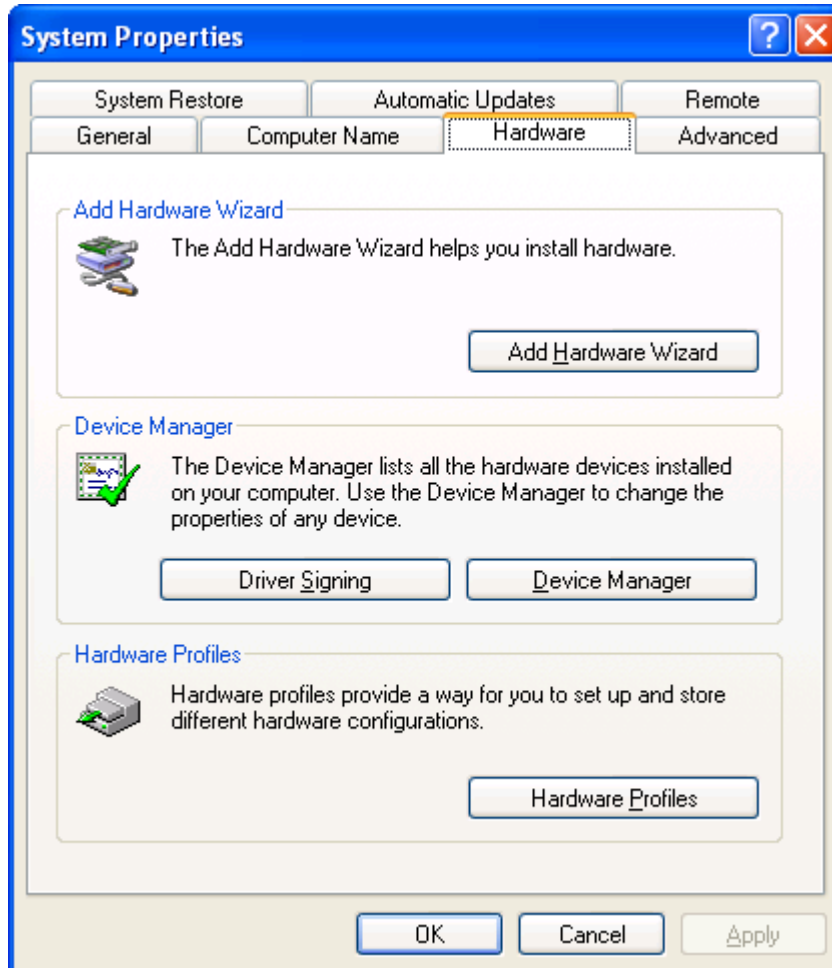 System Properties
System Restore Automatic Updates Remote
General Computer Name Hardware Advanced
Add Hardware Wizard
The Add Hardware Wizard helps you install hardware.
Add Hardware Wizard
Device Manager
The Device Manager lists all the hardware devices installed
on your computer. Use the Device Manager to change the
properties of any device.
Driver Signing Device Manager
Hardware Profiles
Hardware profiles provide a way for you to set up and store
different hardware configurations.
Hardware Profiles
OK Cancel Apply